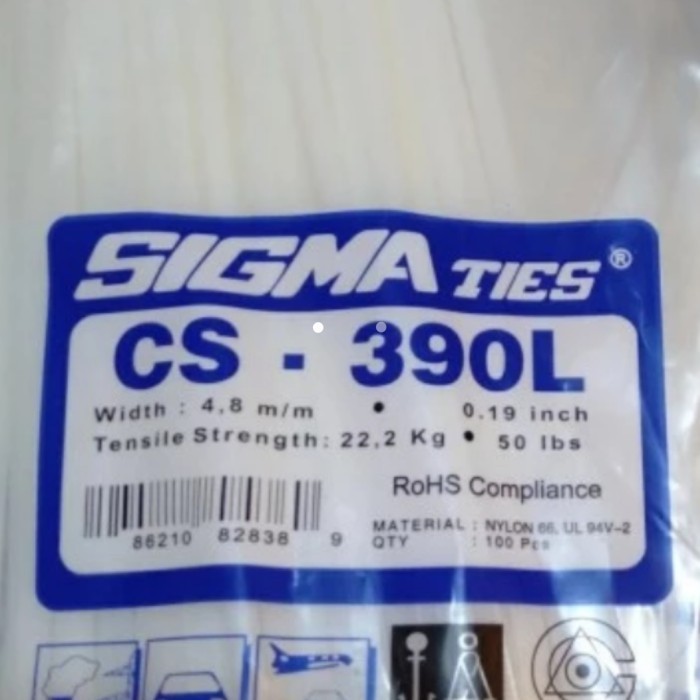 SIGMA TIES ®
CS - 390L
Width : 4,8 m/m • 0.19 inch
Tensile Strength: 22,2 Kg • 50 lbs
RoHS Compliance
MATERIAL : NYLON 66, UL 94V-2
QTY : 100 Pcs
86210 82838 9